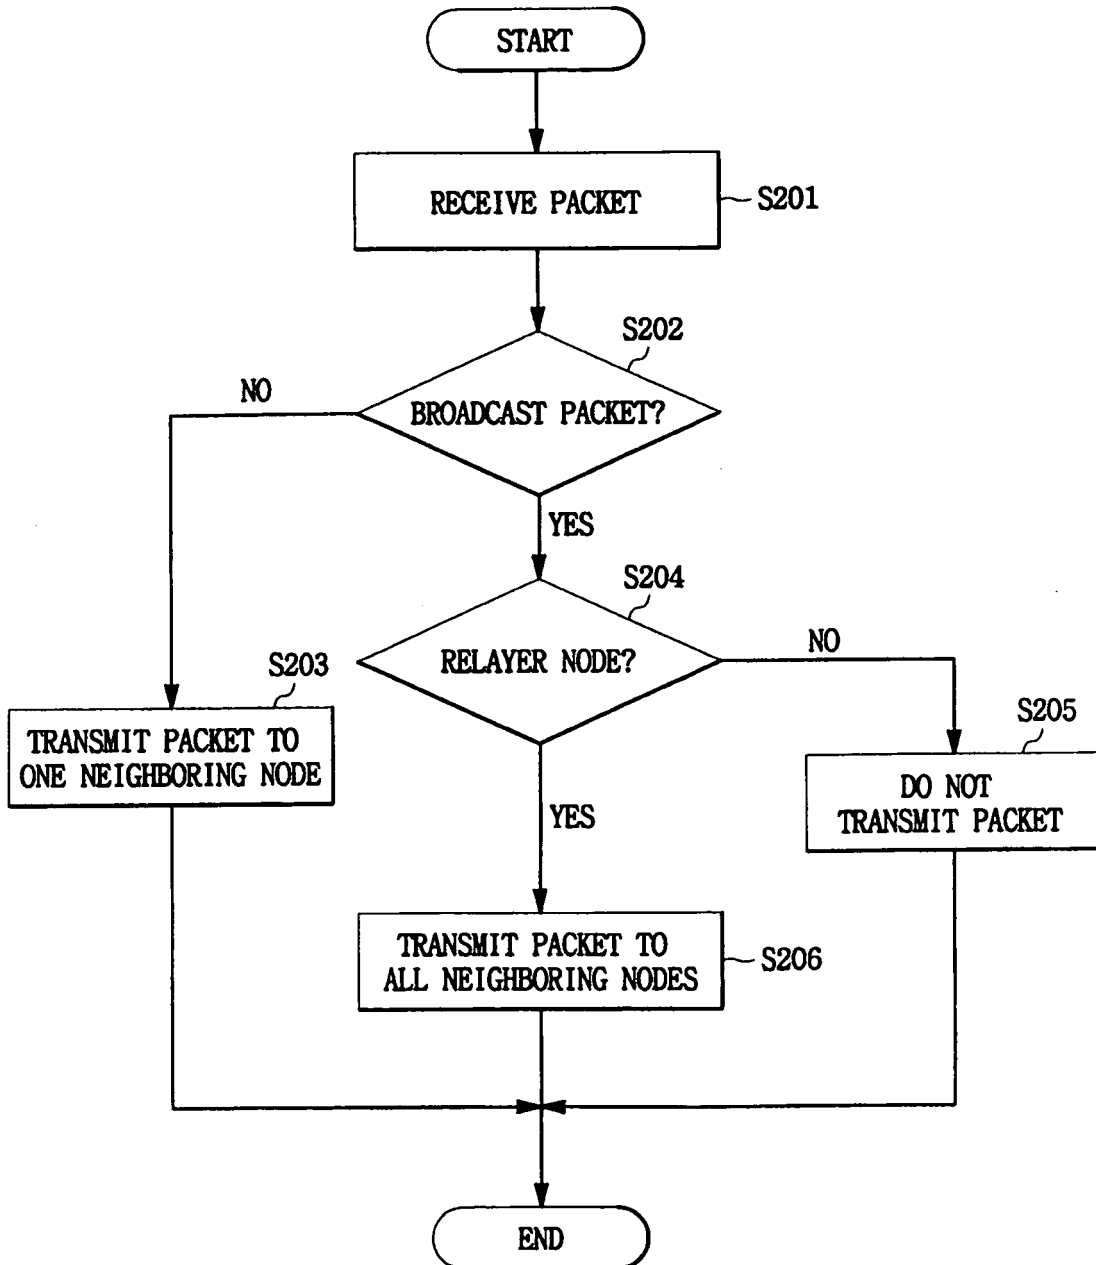 START
RECEIVE PACKET
S201
S202
BROADCAST PACKET?
NO
YES
S204
RELAYER NODE?
NO
S203
TRANSMIT PACKET TO
ONE NEIGHBORING NODE
S205
DO NOT
TRANSMIT PACKET
YES
TRANSMIT PACKET TO
ALL NEIGHBORING NODES
S206
END